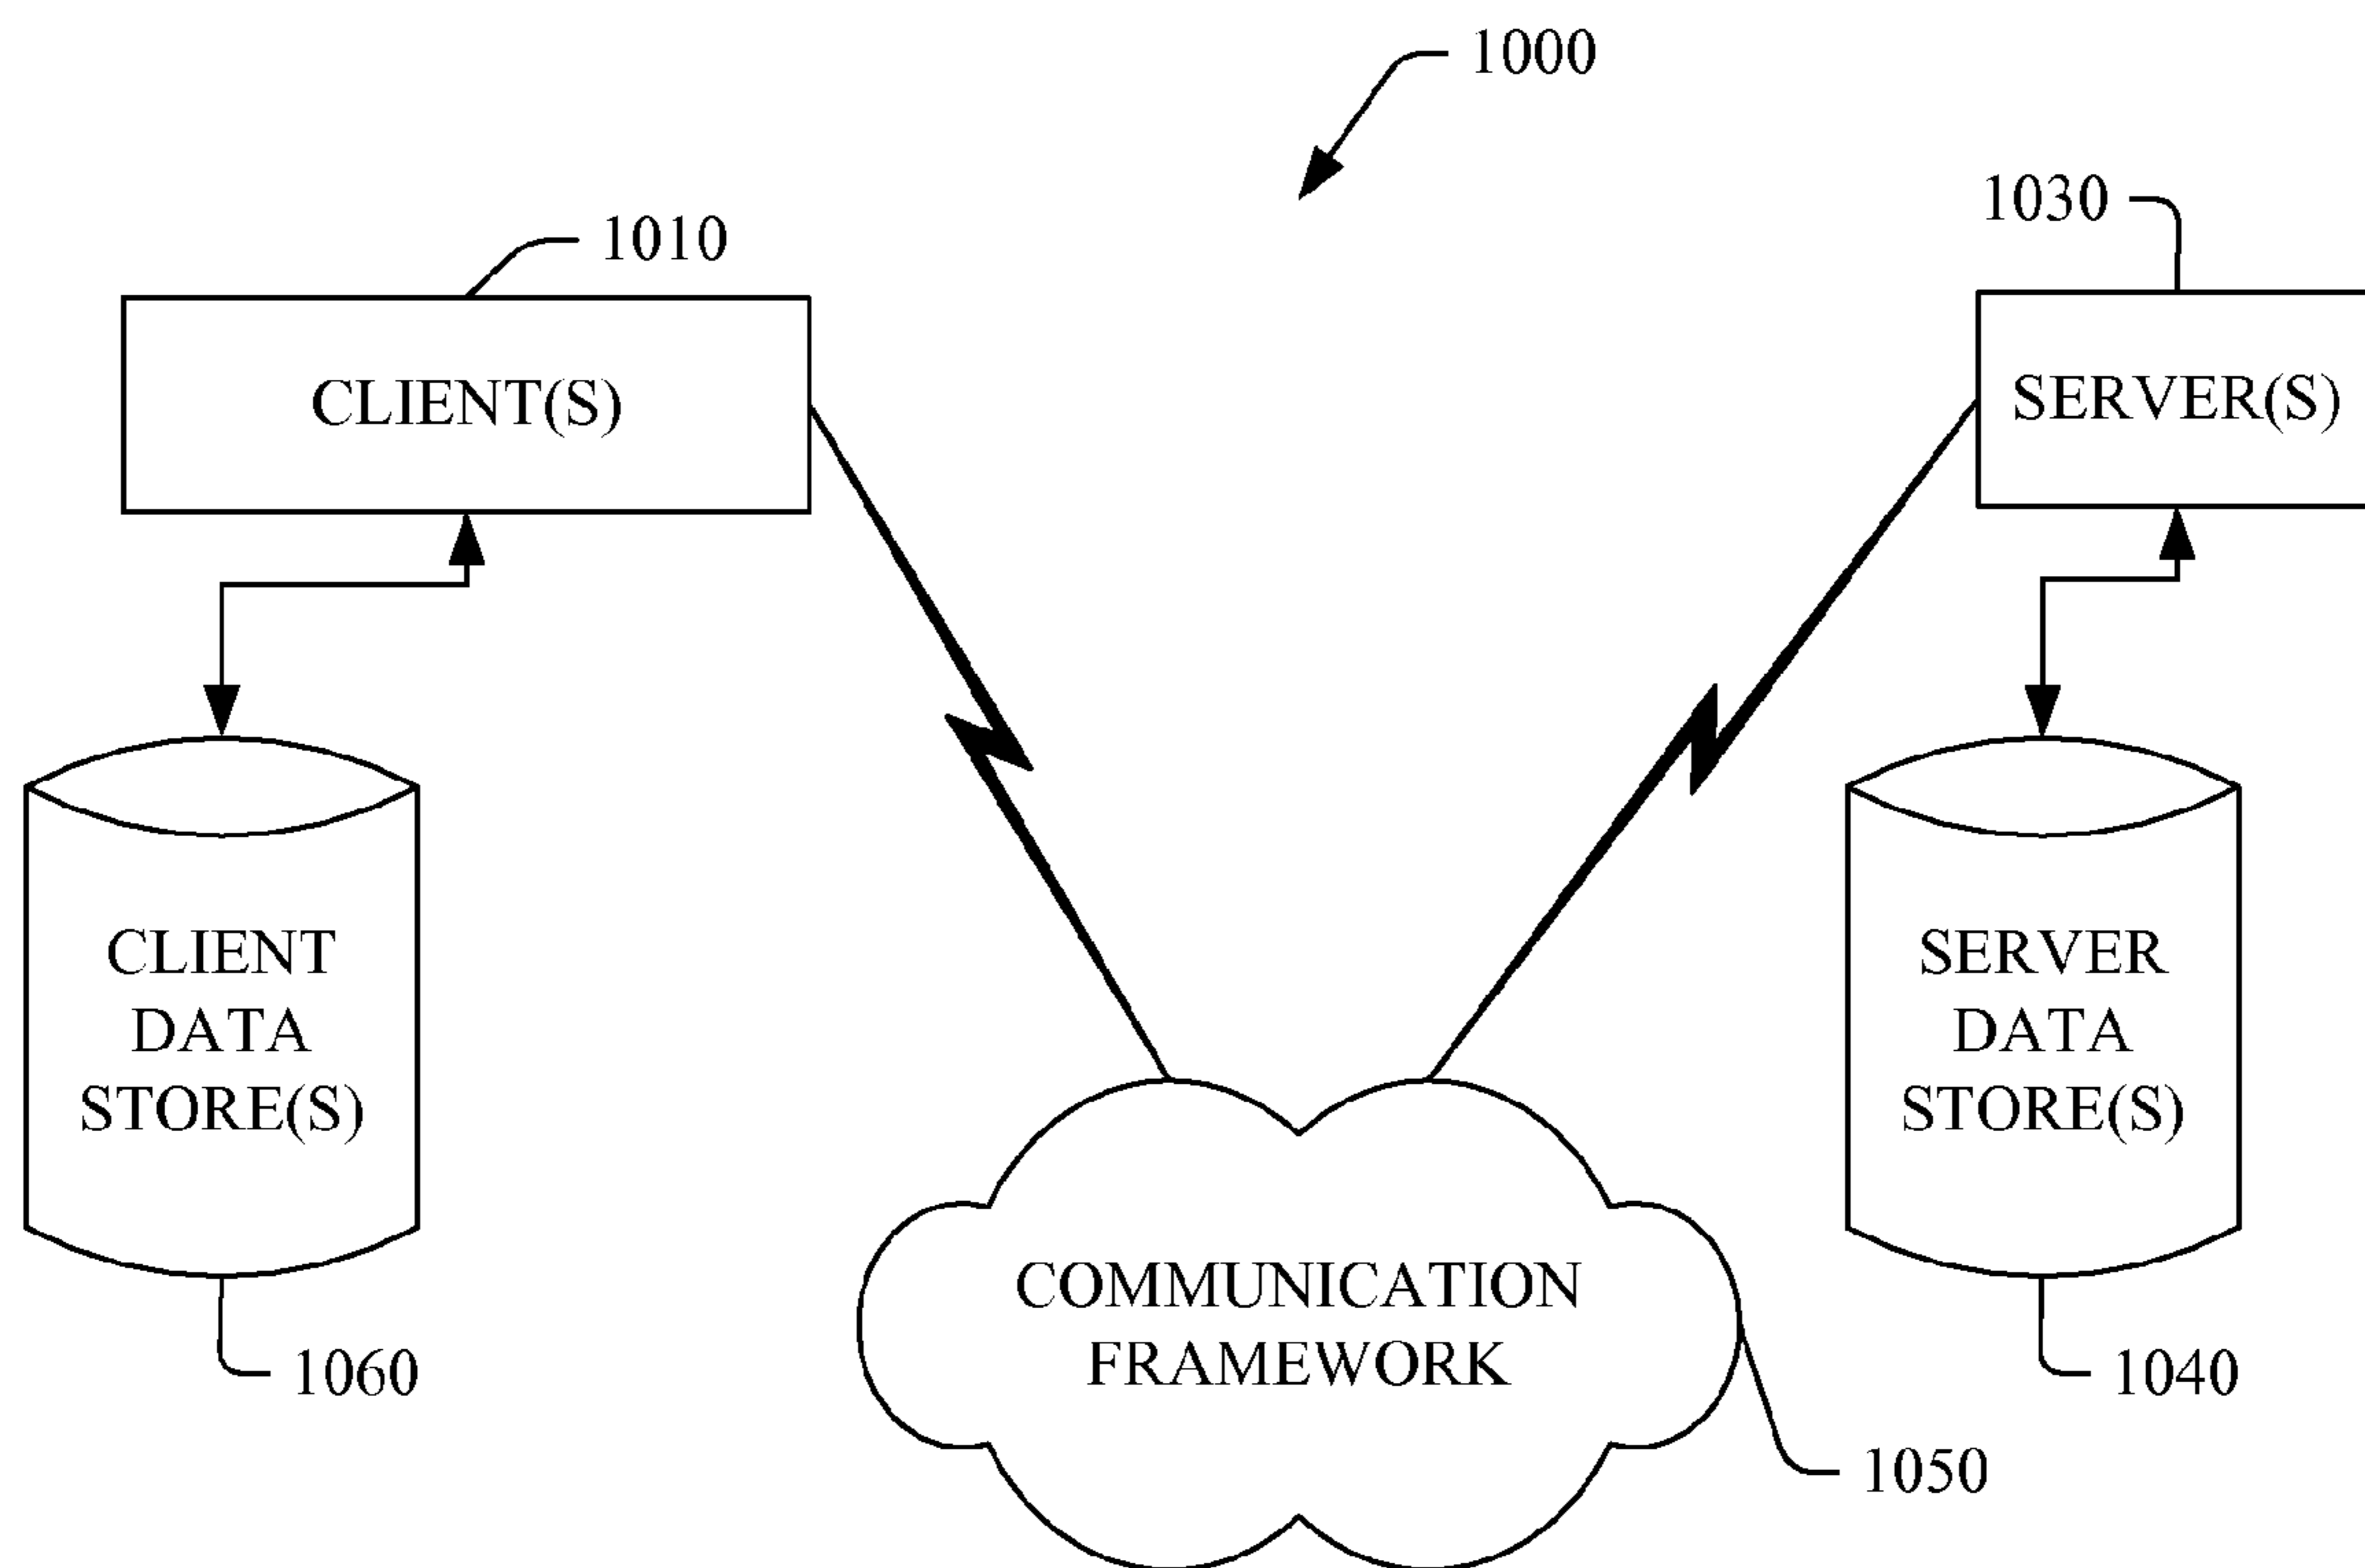 1000
1010
1030
CLIENT(S)
SERVER(S)
CLIENT
DATA
STORE(S)
SERVER
DATA
STORE(S)
COMMUNICATION
FRAMEWORK
1060
1040
1050